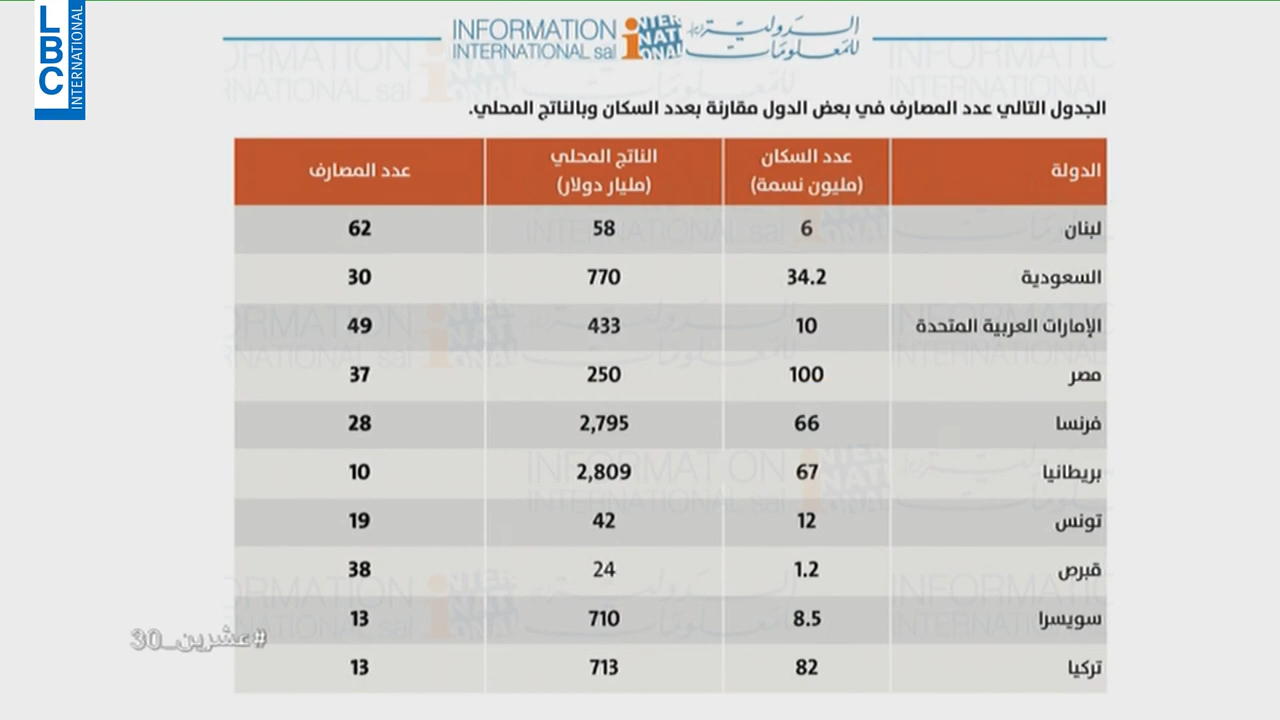 LBC INTERNATIONAL
INFORMATION INTERNATIONAL sal
الدولية للمعلومات
الجدول التالي عدد المصارف في بعض الدول مقارنة بعدد السكان وبالناتج المحلي.
الدولة عدد السكان (مليون نسمة) الناتج المحلي (مليار دولار) عدد المصارف
لبنان 6 58 62
السعودية 34.2 770 30
الإمارات العربية المتحدة 10 433 49
مصر 100 250 37
فرنسا 66 2,795 28
بريطانيا 67 2,809 10
تونس 12 42 19
قبرص 1.2 24 38
سويسرا 8.5 710 13
تركيا 82 713 13
#عشرين_30